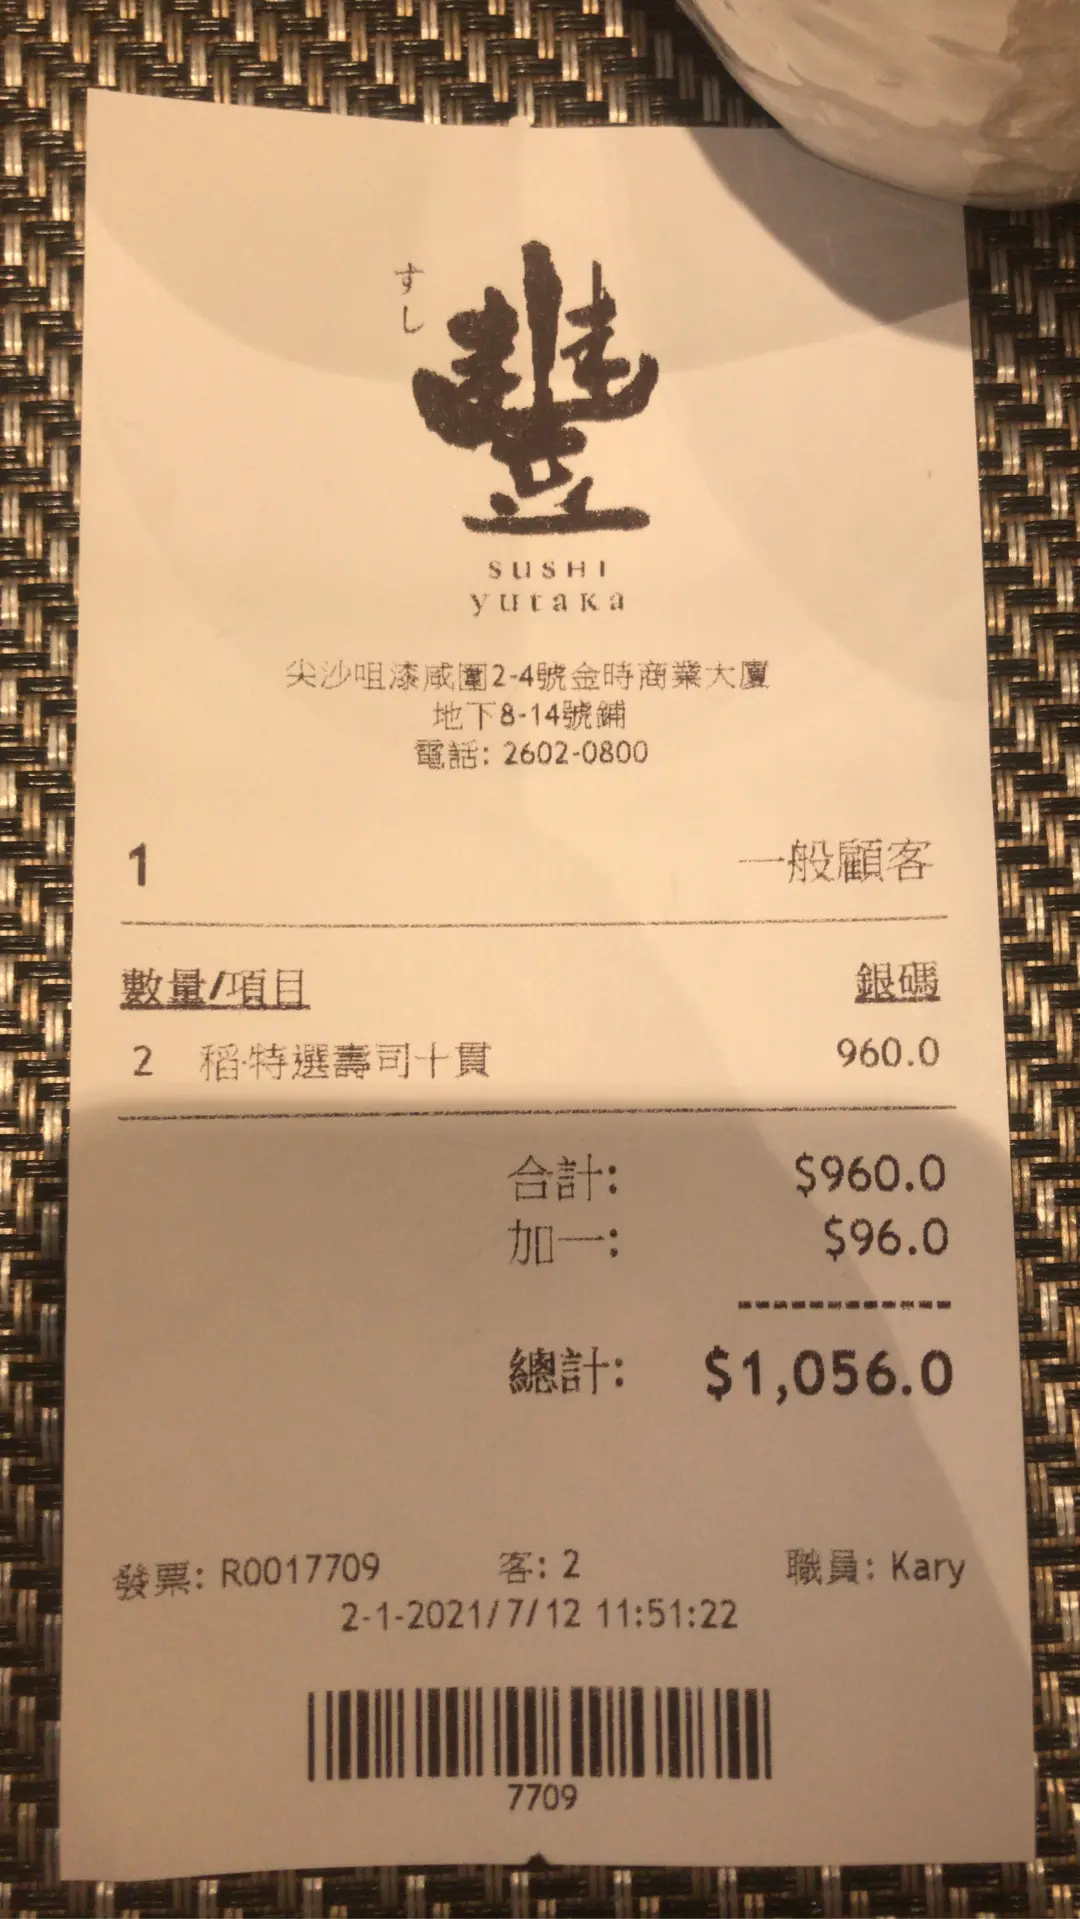 すし
豐
SUSHI
yutaka
尖沙咀漆咸圍2-4號金時商業大廈
地下8-14號鋪
電話: 2602-0800
1 一般顧客
數量/項目 銀碼
2 稻·特選壽司十貫 960.0
合計: $960.0
加一: $96.0
------------
總計: $1,056.0
發票: R0017709 客: 2 職員: Kary
2-1-2021/7/12 11:51:22
7709